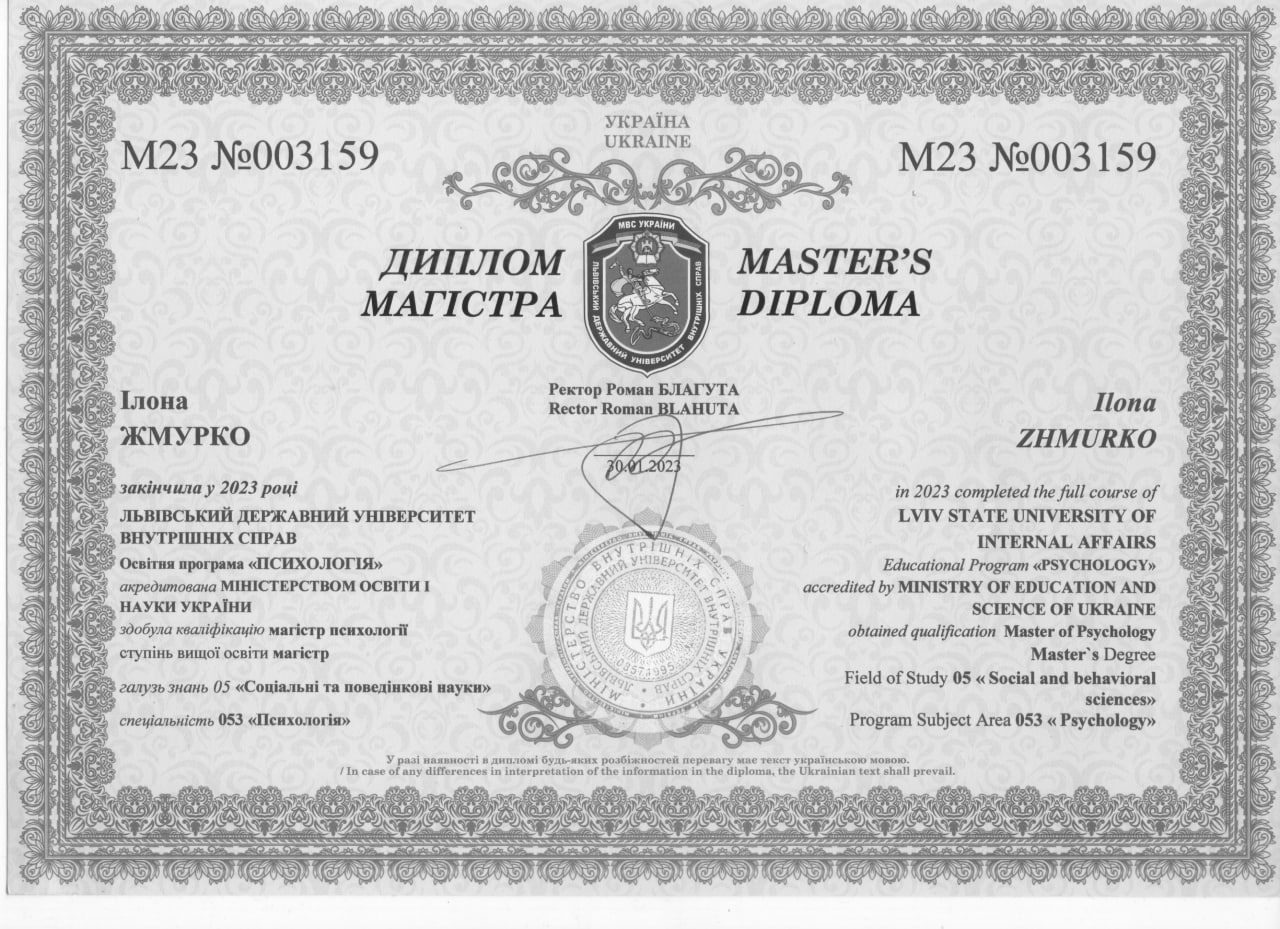 УКРАЇНА
UKRAINE
М23 №003159
М23 №003159
МВС УКРАЇНИ
ЛЬВІВСЬКИЙ ДЕРЖАВНИЙ УНІВЕРСИТЕТ ВНУТРІШНІХ СПРАВ
ДИПЛОМ
МАГІСТРА
MASTER’S
DIPLOMA
Ректор Роман БЛАГУТА
Rector Roman BLAHUTA
30.01.2023
Ілона
ЖМУРКО
закінчила у 2023 році
ЛЬВІВСЬКИЙ ДЕРЖАВНИЙ УНІВЕРСИТЕТ
ВНУТРІШНІХ СПРАВ
Освітня програма «ПСИХОЛОГІЯ»
акредитована МІНІСТЕРСТВОМ ОСВІТИ І
НАУКИ УКРАЇНИ
здобула кваліфікацію магістр психології
ступінь вищої освіти магістр
галузь знань 05 «Соціальні та поведінкові науки»
спеціальність 053 «Психологія»
Ilona
ZHMURKO
in 2023 completed the full course of
LVIV STATE UNIVERSITY OF
INTERNAL AFFAIRS
Educational Program «PSYCHOLOGY»
accredited by MINISTRY OF EDUCATION AND
SCIENCE OF UKRAINE
obtained qualification Master of Psychology
Master`s Degree
Field of Study 05 « Social and behavioral
sciences»
Program Subject Area 053 « Psychology»
МІНІСТЕРСТВО ВНУТРІШНІХ СПРАВ УКРАЇНИ
ЛЬВІВСЬКИЙ ДЕРЖАВНИЙ УНІВЕРСИТЕТ ВНУТРІШНІХ СПРАВ
У разі наявності в дипломі будь-яких розбіжностей перевагу має текст українською мовою.
/ In case of any differences in interpretation of the information in the diploma, the Ukrainian text shall prevail.